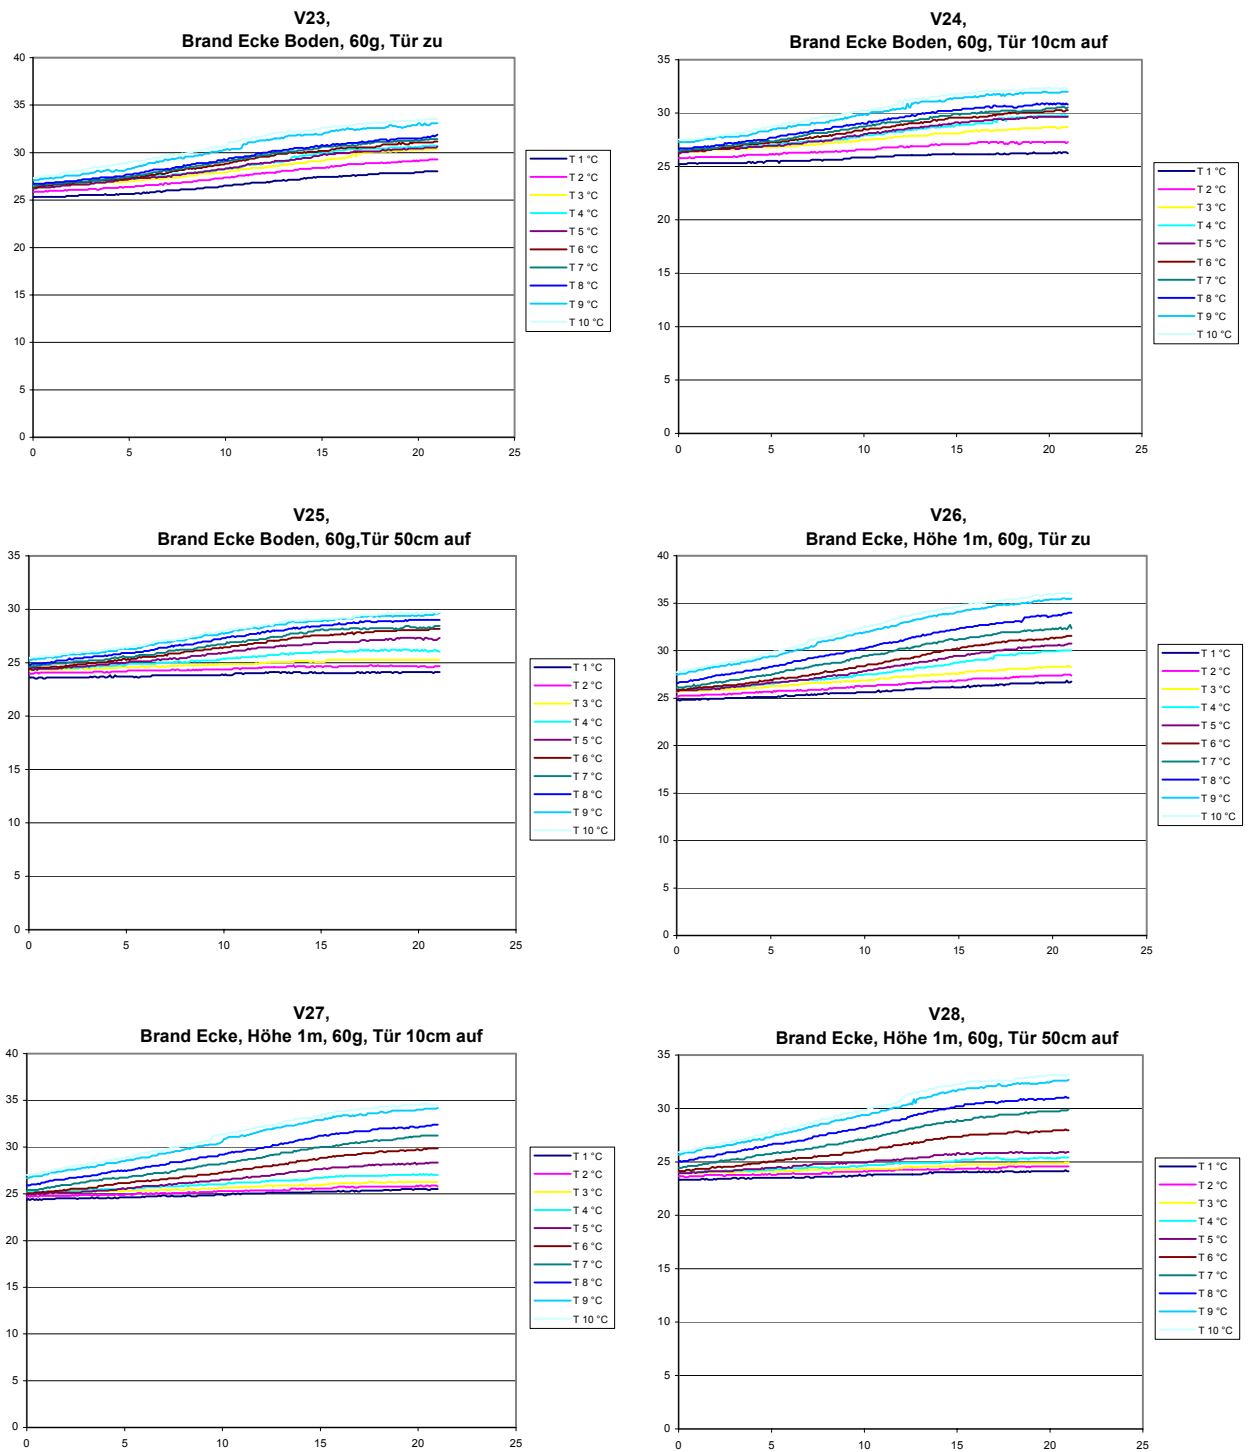 V23,
Brand Ecke Boden, 60g, Tür zu
40
35
30
25
20
15
10
5
0
0 5 10 15 20 25
T 1 °C
T 2 °C
T 3 °C
T 4 °C
T 5 °C
T 6 °C
T 7 °C
T 8 °C
T 9 °C
T 10 °C
V24,
Brand Ecke Boden, 60g, Tür 10cm auf
35
30
25
20
15
10
5
0
0 5 10 15 20 25
T 1 °C
T 2 °C
T 3 °C
T 4 °C
T 5 °C
T 6 °C
T 7 °C
T 8 °C
T 9 °C
T 10 °C
V25,
Brand Ecke Boden, 60g,Tür 50cm auf
35
30
25
20
15
10
5
0
0 5 10 15 20 25
T 1 °C
T 2 °C
T 3 °C
T 4 °C
T 5 °C
T 6 °C
T 7 °C
T 8 °C
T 9 °C
T 10 °C
V26,
Brand Ecke, Höhe 1m, 60g, Tür zu
40
35
30
25
20
15
10
5
0
0 5 10 15 20 25
T 1 °C
T 2 °C
T 3 °C
T 4 °C
T 5 °C
T 6 °C
T 7 °C
T 8 °C
T 9 °C
T 10 °C
V27,
Brand Ecke, Höhe 1m, 60g, Tür 10cm auf
40
35
30
25
20
15
10
5
0
0 5 10 15 20 25
T 1 °C
T 2 °C
T 3 °C
T 4 °C
T 5 °C
T 6 °C
T 7 °C
T 8 °C
T 9 °C
T 10 °C
V28,
Brand Ecke, Höhe 1m, 60g, Tür 50cm auf
35
30
25
20
15
10
5
0
0 5 10 15 20 25
T 1 °C
T 2 °C
T 3 °C
T 4 °C
T 5 °C
T 6 °C
T 7 °C
T 8 °C
T 9 °C
T 10 °C